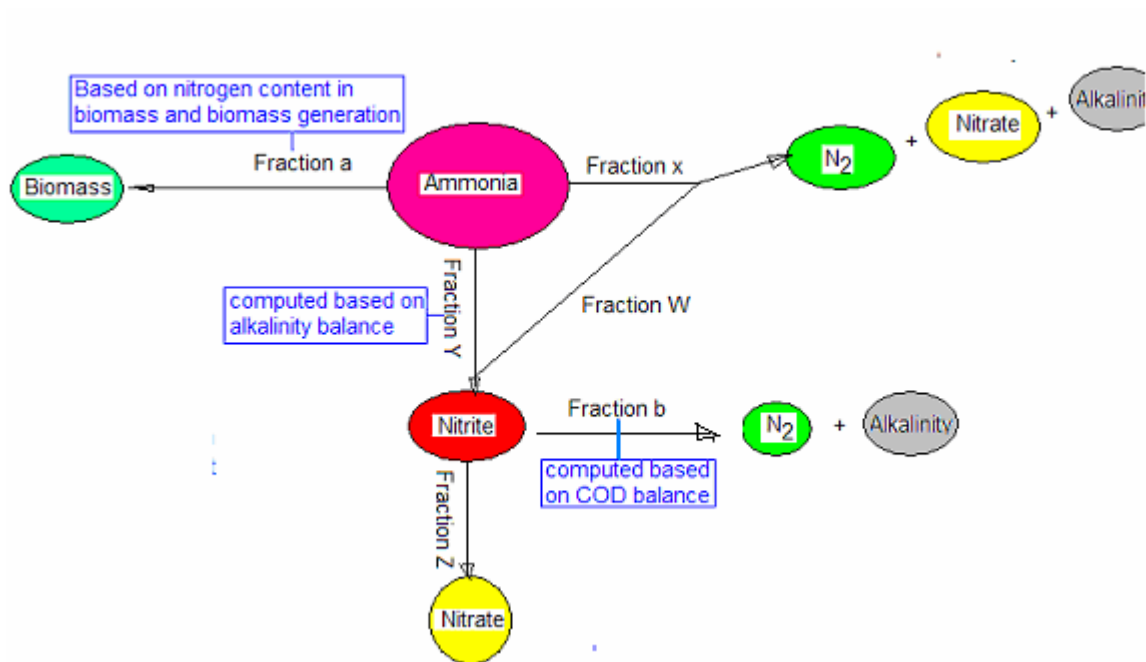 Based on nitrogen content in
biomass and biomass generation
Fraction a
Biomass
Ammonia
Fraction x
N2
+
Nitrate
+
Alkalinit
Fraction Y
computed based on
alkalinity balance
Fraction W
Nitrite
Fraction b
N2
+
Alkalinity
computed based
on COD balance
Fraction Z
Nitrate
t